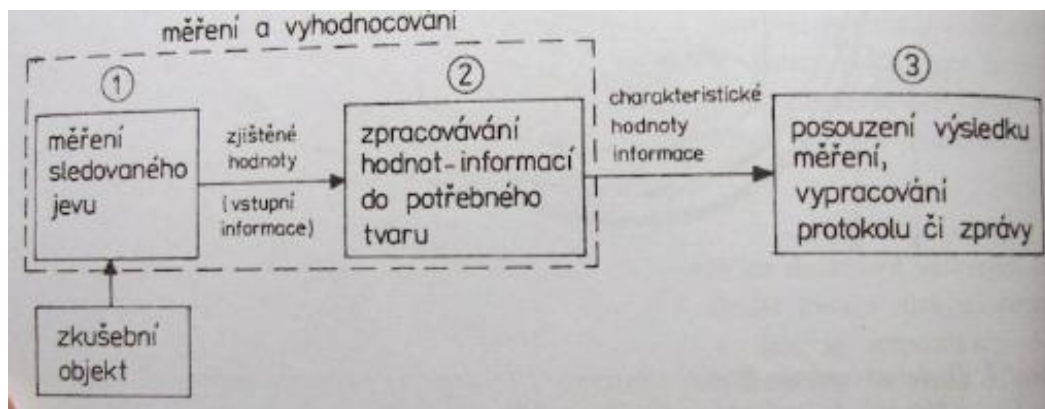 měření a vyhodnocování
1
měření
sledovaného
jevu
zjištěné
hodnoty
(vstupní
informace)
2
zpracovávání
hodnot-informací
do potřebného
tvaru
charakteristické
hodnoty
informace
3
posouzení výsledku
měření,
vypracování
protokolu či zprávy
zkušební
objekt